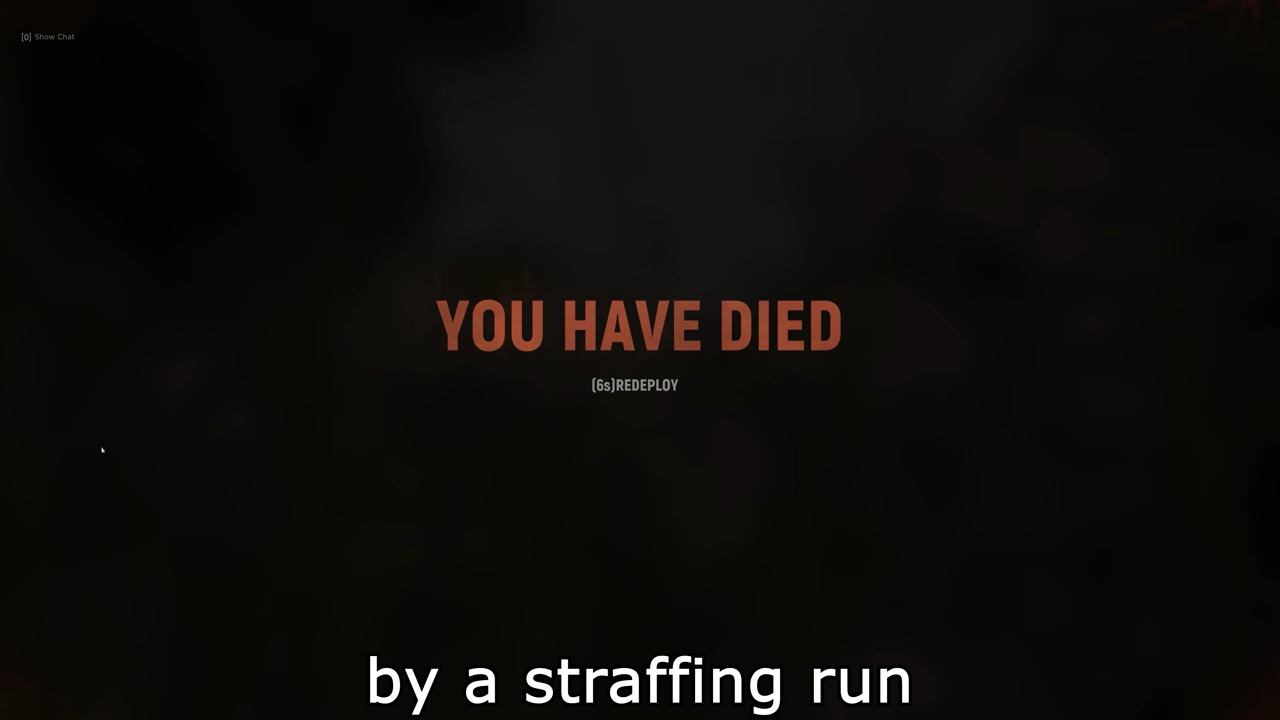 [0] Show Chat
YOU HAVE DIED
(6s)REDEPLOY
by a straffing run